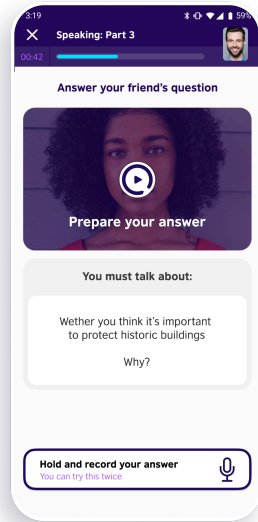 3:19
59%
Speaking: Part 3
00:42
Answer your friend's question
Prepare your answer
You must talk about:
Wether you think it's important
to protect historic buildings
Why?
Hold and record your answer
You can try this twice